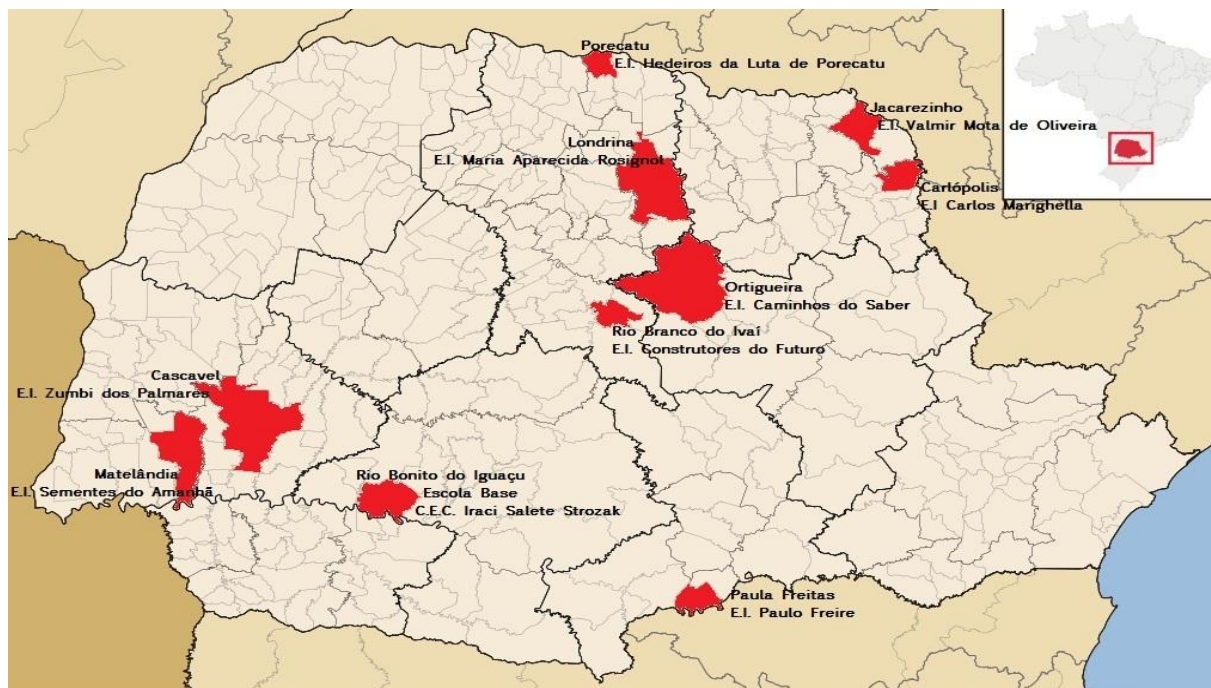 Porecatu
E.I. Hedeiros da Luta de Porecatu
Jacarezinho
E.I. Valmir Mota de Oliveira
Londrina
E.I. Maria Aparecida Rosignol
Carlópolis
E.I Carlos Marighella
Ortigueira
E.I. Caminhos do Saber
Rio Branco do Ivaí
E.I. Construtores do Futuro
Cascavel
E.I. Zumbi dos Palmares
Matelândia
E.I. Sementes do Amanhã
Rio Bonito do Iguaçu
Escola Base
C.E.C. Iraci Salete Strozak
Paula Freitas
E.I. Paulo Freire